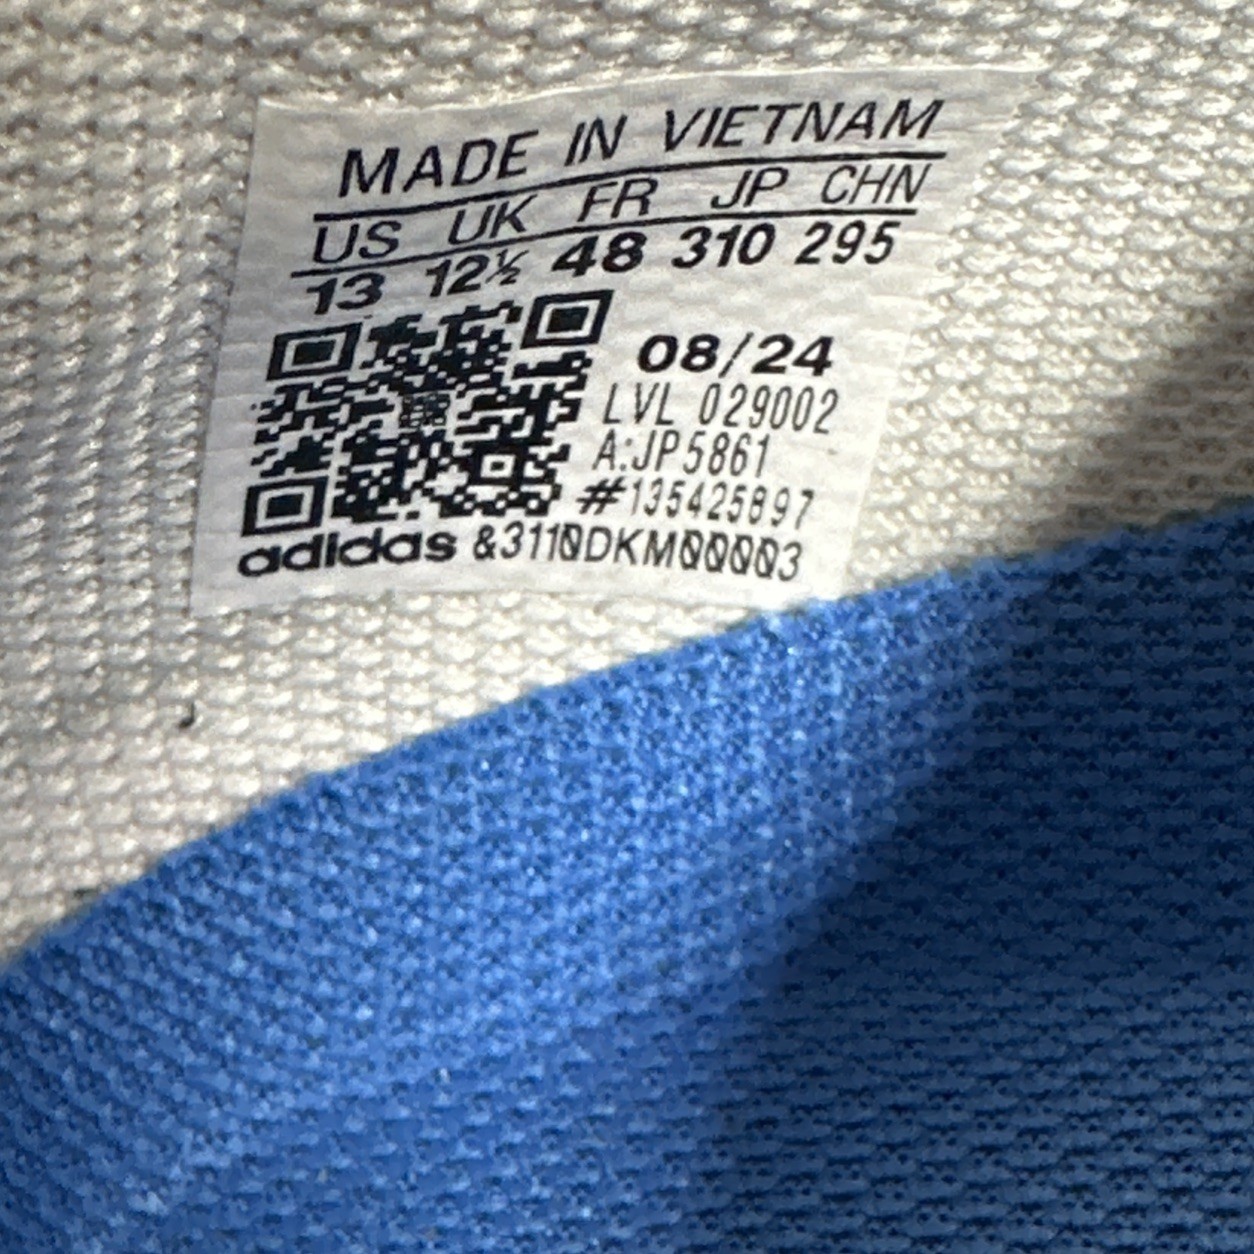 MADE IN VIETNAM
US UK FR JP CHN
13 12½ 48 310 295
08/24
LVL 029002
A:JP5861
#135425897
adidas &3110DKM00003